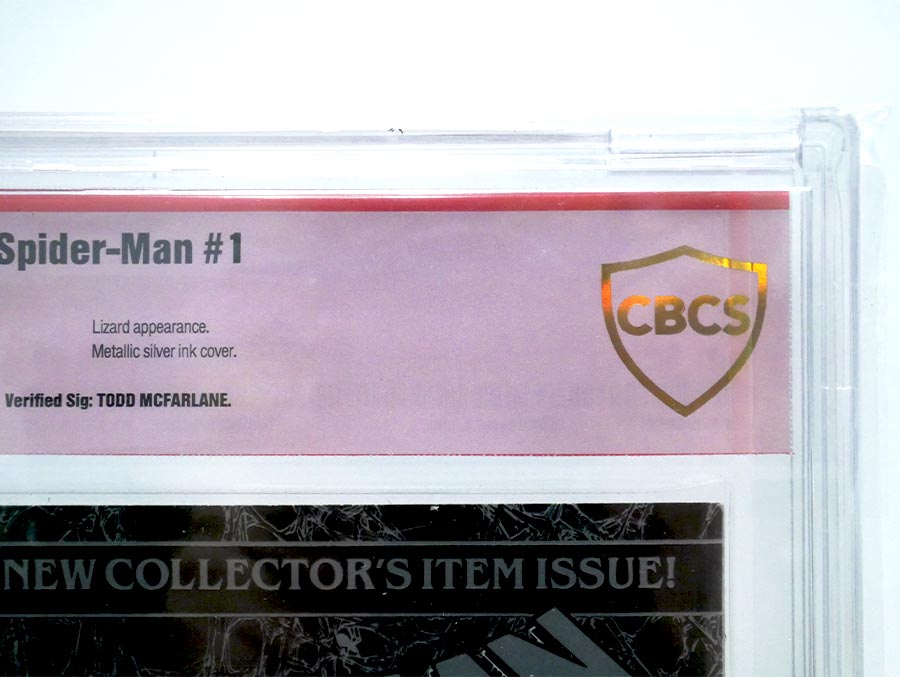 Spider-Man #1
CBCS
Lizard appearance.
Metallic silver ink cover.
Verified Sig: TODD MCFARLANE.
NEW COLLECTOR'S ITEM ISSUE!